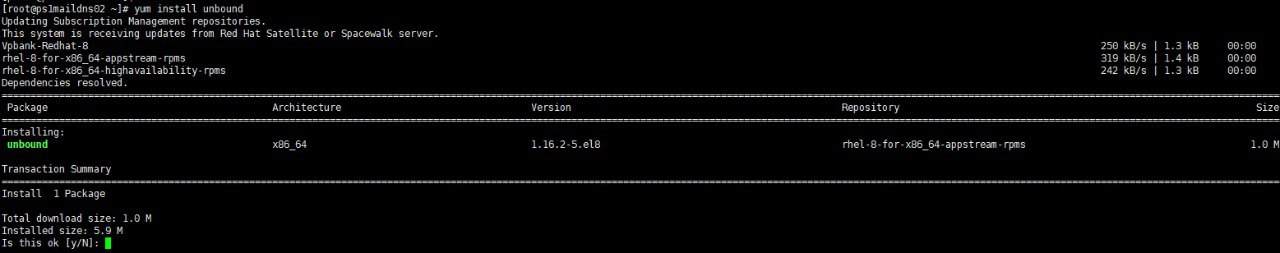 [root@ps1maildns02 ~]# yum install unbound
Updating Subscription Management repositories.
This system is receiving updates from Red Hat Satellite or Spacewalk server.
Vpbank-Redhat-8 250 kB/s | 1.3 kB 00:00
rhel-8-for-x86_64-appstream-rpms 319 kB/s | 1.4 kB 00:00
rhel-8-for-x86_64-highavailability-rpms 242 kB/s | 1.3 kB 00:00
Dependencies resolved.
Package Architecture Version Repository Size
Installing:
unbound x86_64 1.16.2-5.el8 rhel-8-for-x86_64-appstream-rpms 1.0 M
Transaction Summary
Install 1 Package
Total download size: 1.0 M
Installed size: 5.9 M
Is this ok [y/N]: